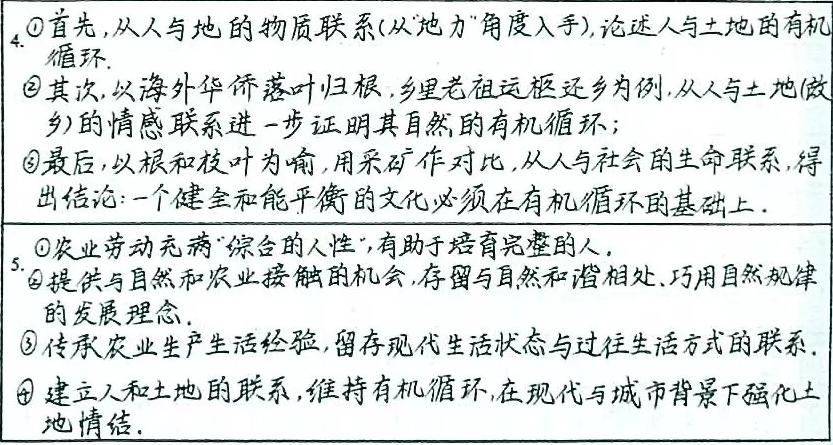 4.①首先,从人与地的物质联系(从"地力"角度入手),论述人与土地的有机
循环.
②其次,以海外华侨落叶归根,乡里老祖运柩还乡为例,从人与土地(故
乡)的情感联系进一步证明其自然的有机循环;
③最后,以根和枝叶为喻,用采矿作对比,从人与社会的生命联系,得
出结论:一个健全和能平衡的文化必须在有机循环的基础上.
5.①农业劳动充满"综合的人性",有助于培育完整的人.
②提供与自然和农业接触的机会,存留与自然和谐相处、巧用自然规律
的发展理念.
③传承农业生产生活经验,留存现代生活状态与过往生活方式的联系.
④建立人和土地的联系,维持有机循环,在现代与城市背景下强化土
地情结.